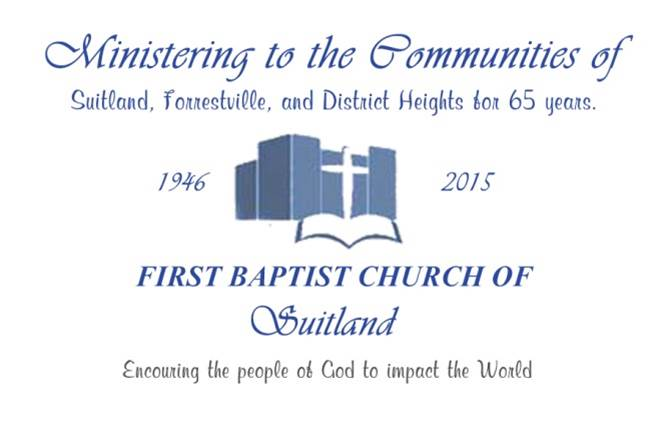 Ministering to the Communities of
Suitland, Forrestville, and District Heights for 65 years.
1946 2015
FIRST BAPTIST CHURCH OF
Suitland
Encouring the people of God to impact the World